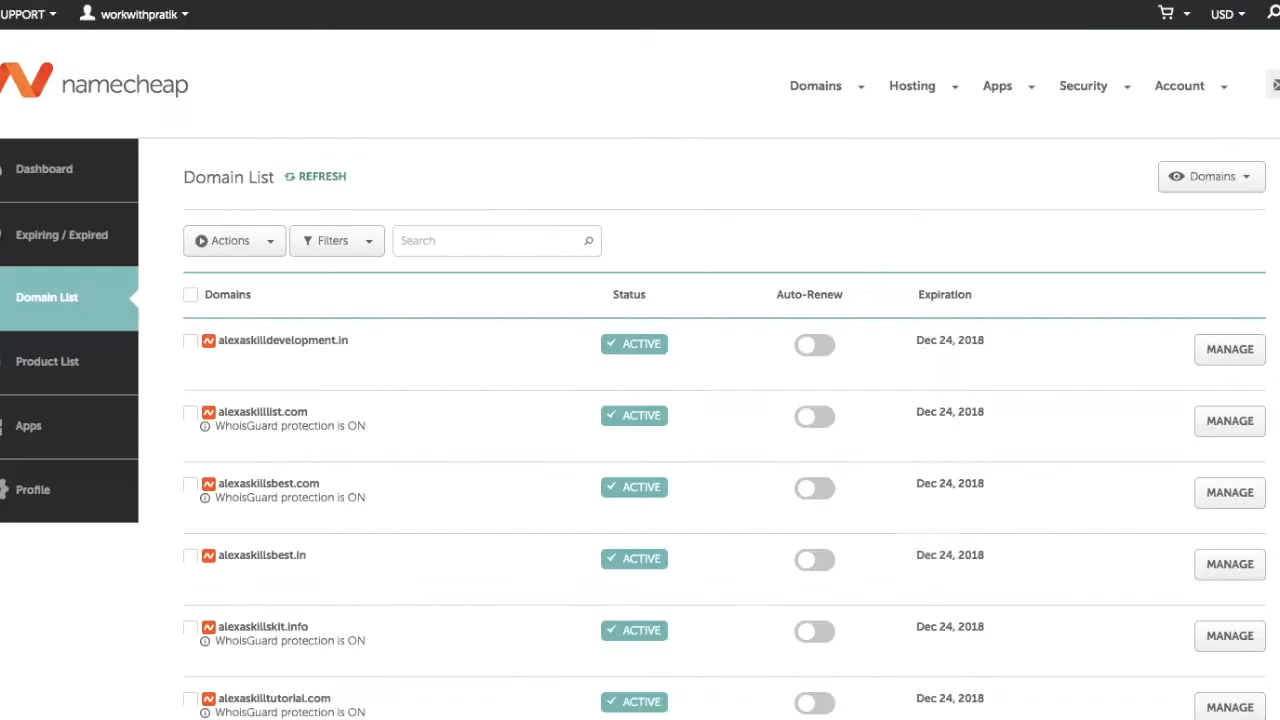 UPPORT workwithpratik USD
namecheap Domains Hosting Apps Security Account
Dashboard
Expiring / Expired
Domain List
Product List
Apps
Profile
Domain List REFRESH Domains
Actions Filters Search
Domains Status Auto-Renew Expiration
alexaskilldevelopment.in ACTIVE Dec 24, 2018 MANAGE
alexaskilllist.com ACTIVE Dec 24, 2018 MANAGE
WhoisGuard protection is ON
alexaskillsbest.com ACTIVE Dec 24, 2018 MANAGE
WhoisGuard protection is ON
alexaskillsbest.in ACTIVE Dec 24, 2018 MANAGE
alexaskillskit.info ACTIVE Dec 24, 2018 MANAGE
WhoisGuard protection is ON
alexaskilltutorial.com ACTIVE Dec 24, 2018 MANAGE
WhoisGuard protection is ON